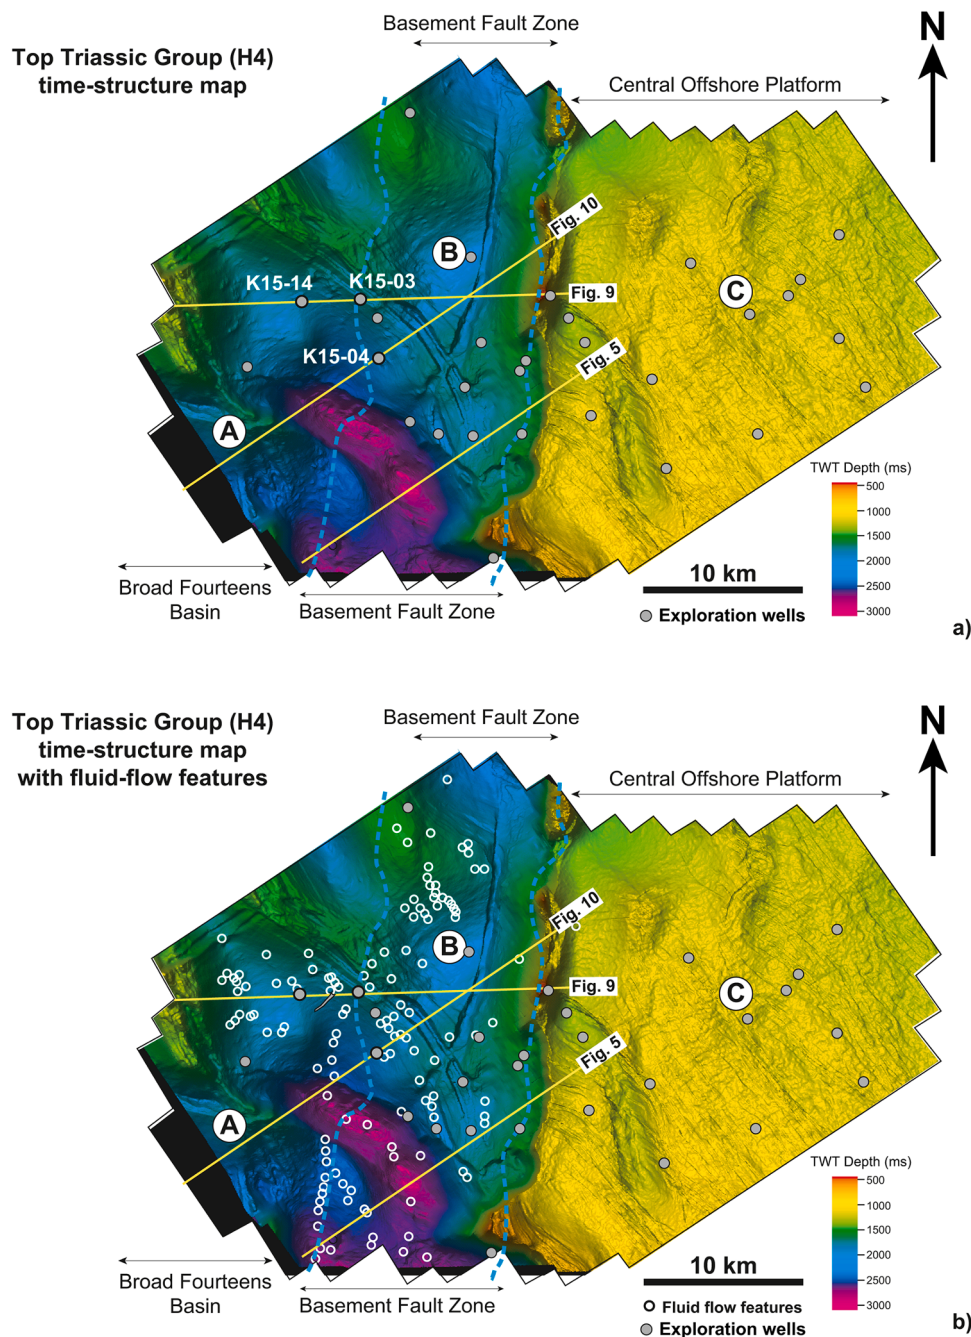 Basement Fault Zone
Top Triassic Group (H4)
time-structure map
N
Central Offshore Platform
Fig. 10
B
K15-14
K15-03
Fig. 9
C
K15-04
Fig. 5
A
TWT Depth (ms)
500
1000
1500
2000
2500
3000
10 km
Broad Fourteens
Basin
Basement Fault Zone
Exploration wells
a)
Basement Fault Zone
Top Triassic Group (H4)
time-structure map
with fluid-flow features
N
Central Offshore Platform
Fig. 10
B
Fig. 9
C
Fig. 5
A
TWT Depth (ms)
500
1000
1500
2000
2500
3000
10 km
Broad Fourteens
Basin
Basement Fault Zone
Fluid flow features
Exploration wells
b)